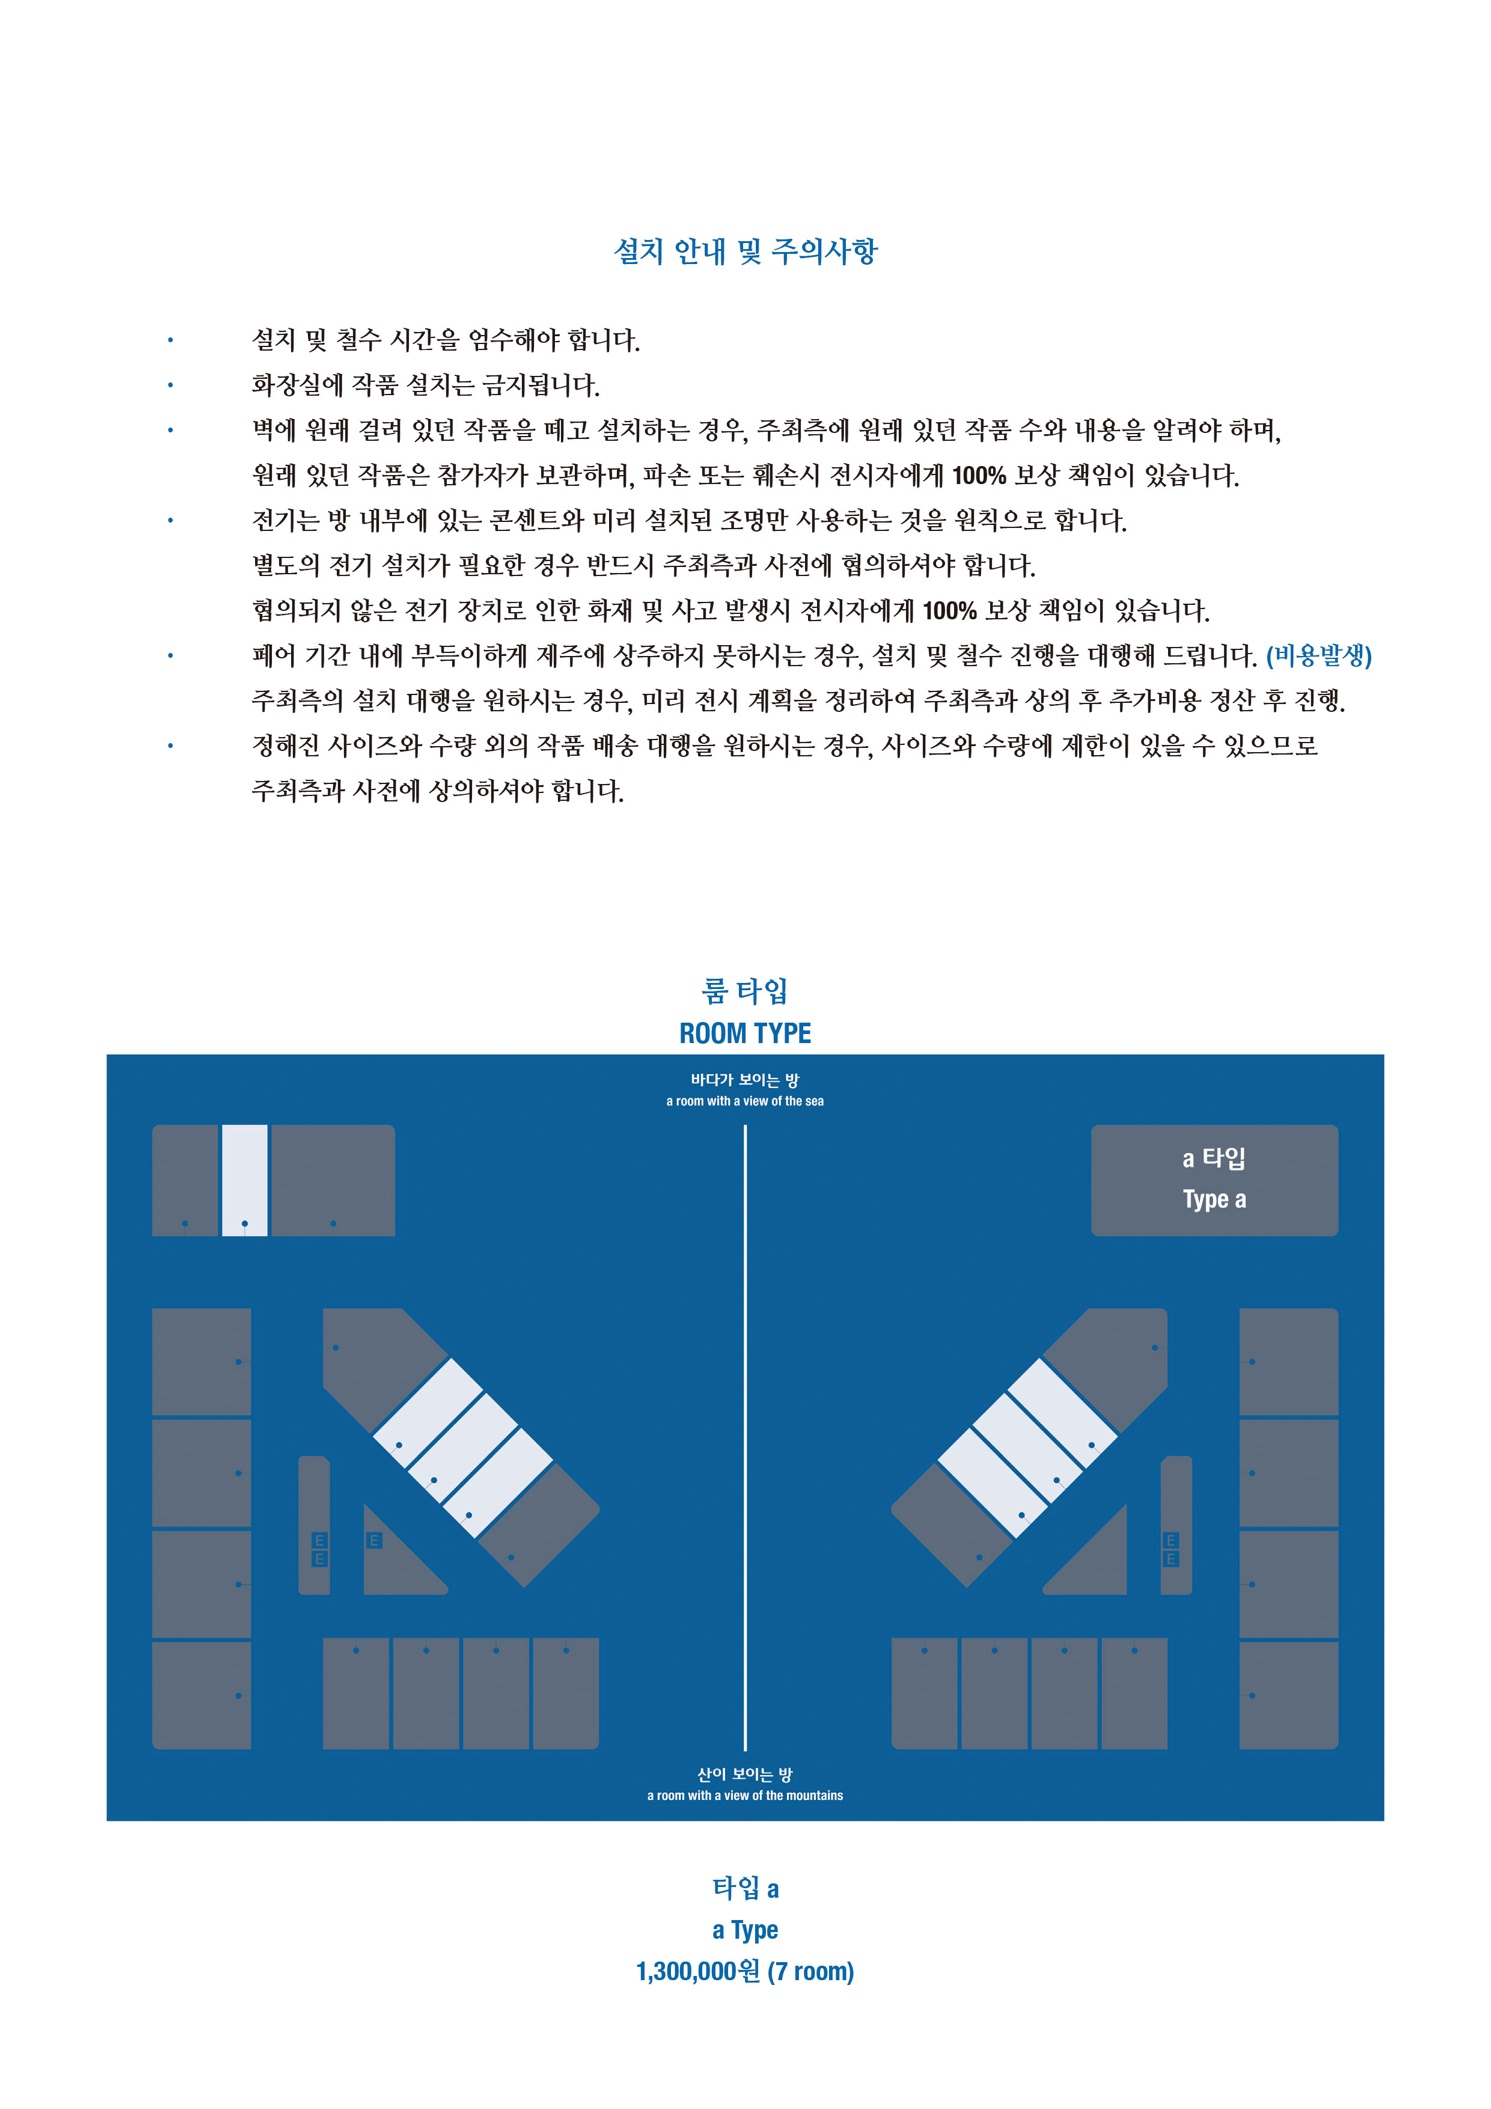 설치 안내 및 주의사항
· 설치 및 철수 시간을 엄수해야 합니다.
· 화장실에 작품 설치는 금지됩니다.
· 벽에 원래 걸려 있던 작품을 떼고 설치하는 경우, 주최측에 원래 있던 작품 수와 내용을 알려야 하며,
원래 있던 작품은 참가자가 보관하며, 파손 또는 훼손시 전시자에게 100% 보상 책임이 있습니다.
· 전기는 방 내부에 있는 콘센트와 미리 설치된 조명만 사용하는 것을 원칙으로 합니다.
별도의 전기 설치가 필요한 경우 반드시 주최측과 사전에 협의하셔야 합니다.
협의되지 않은 전기 장치로 인한 화재 및 사고 발생시 전시자에게 100% 보상 책임이 있습니다.
· 페어 기간 내에 부득이하게 제주에 상주하지 못하시는 경우, 설치 및 철수 진행을 대행해 드립니다. (비용발생)
주최측의 설치 대행을 원하시는 경우, 미리 전시 계획을 정리하여 주최측과 상의 후 추가비용 정산 후 진행.
· 정해진 사이즈와 수량 외의 작품 배송 대행을 원하시는 경우, 사이즈와 수량에 제한이 있을 수 있으므로
주최측과 사전에 상의하셔야 합니다.
룸 타입
ROOM TYPE
바다가 보이는 방
a room with a view of the sea
a 타입
Type a
E
E
E
E
E
산이 보이는 방
a room with a view of the mountains
타입 a
a Type
1,300,000원 (7 room)